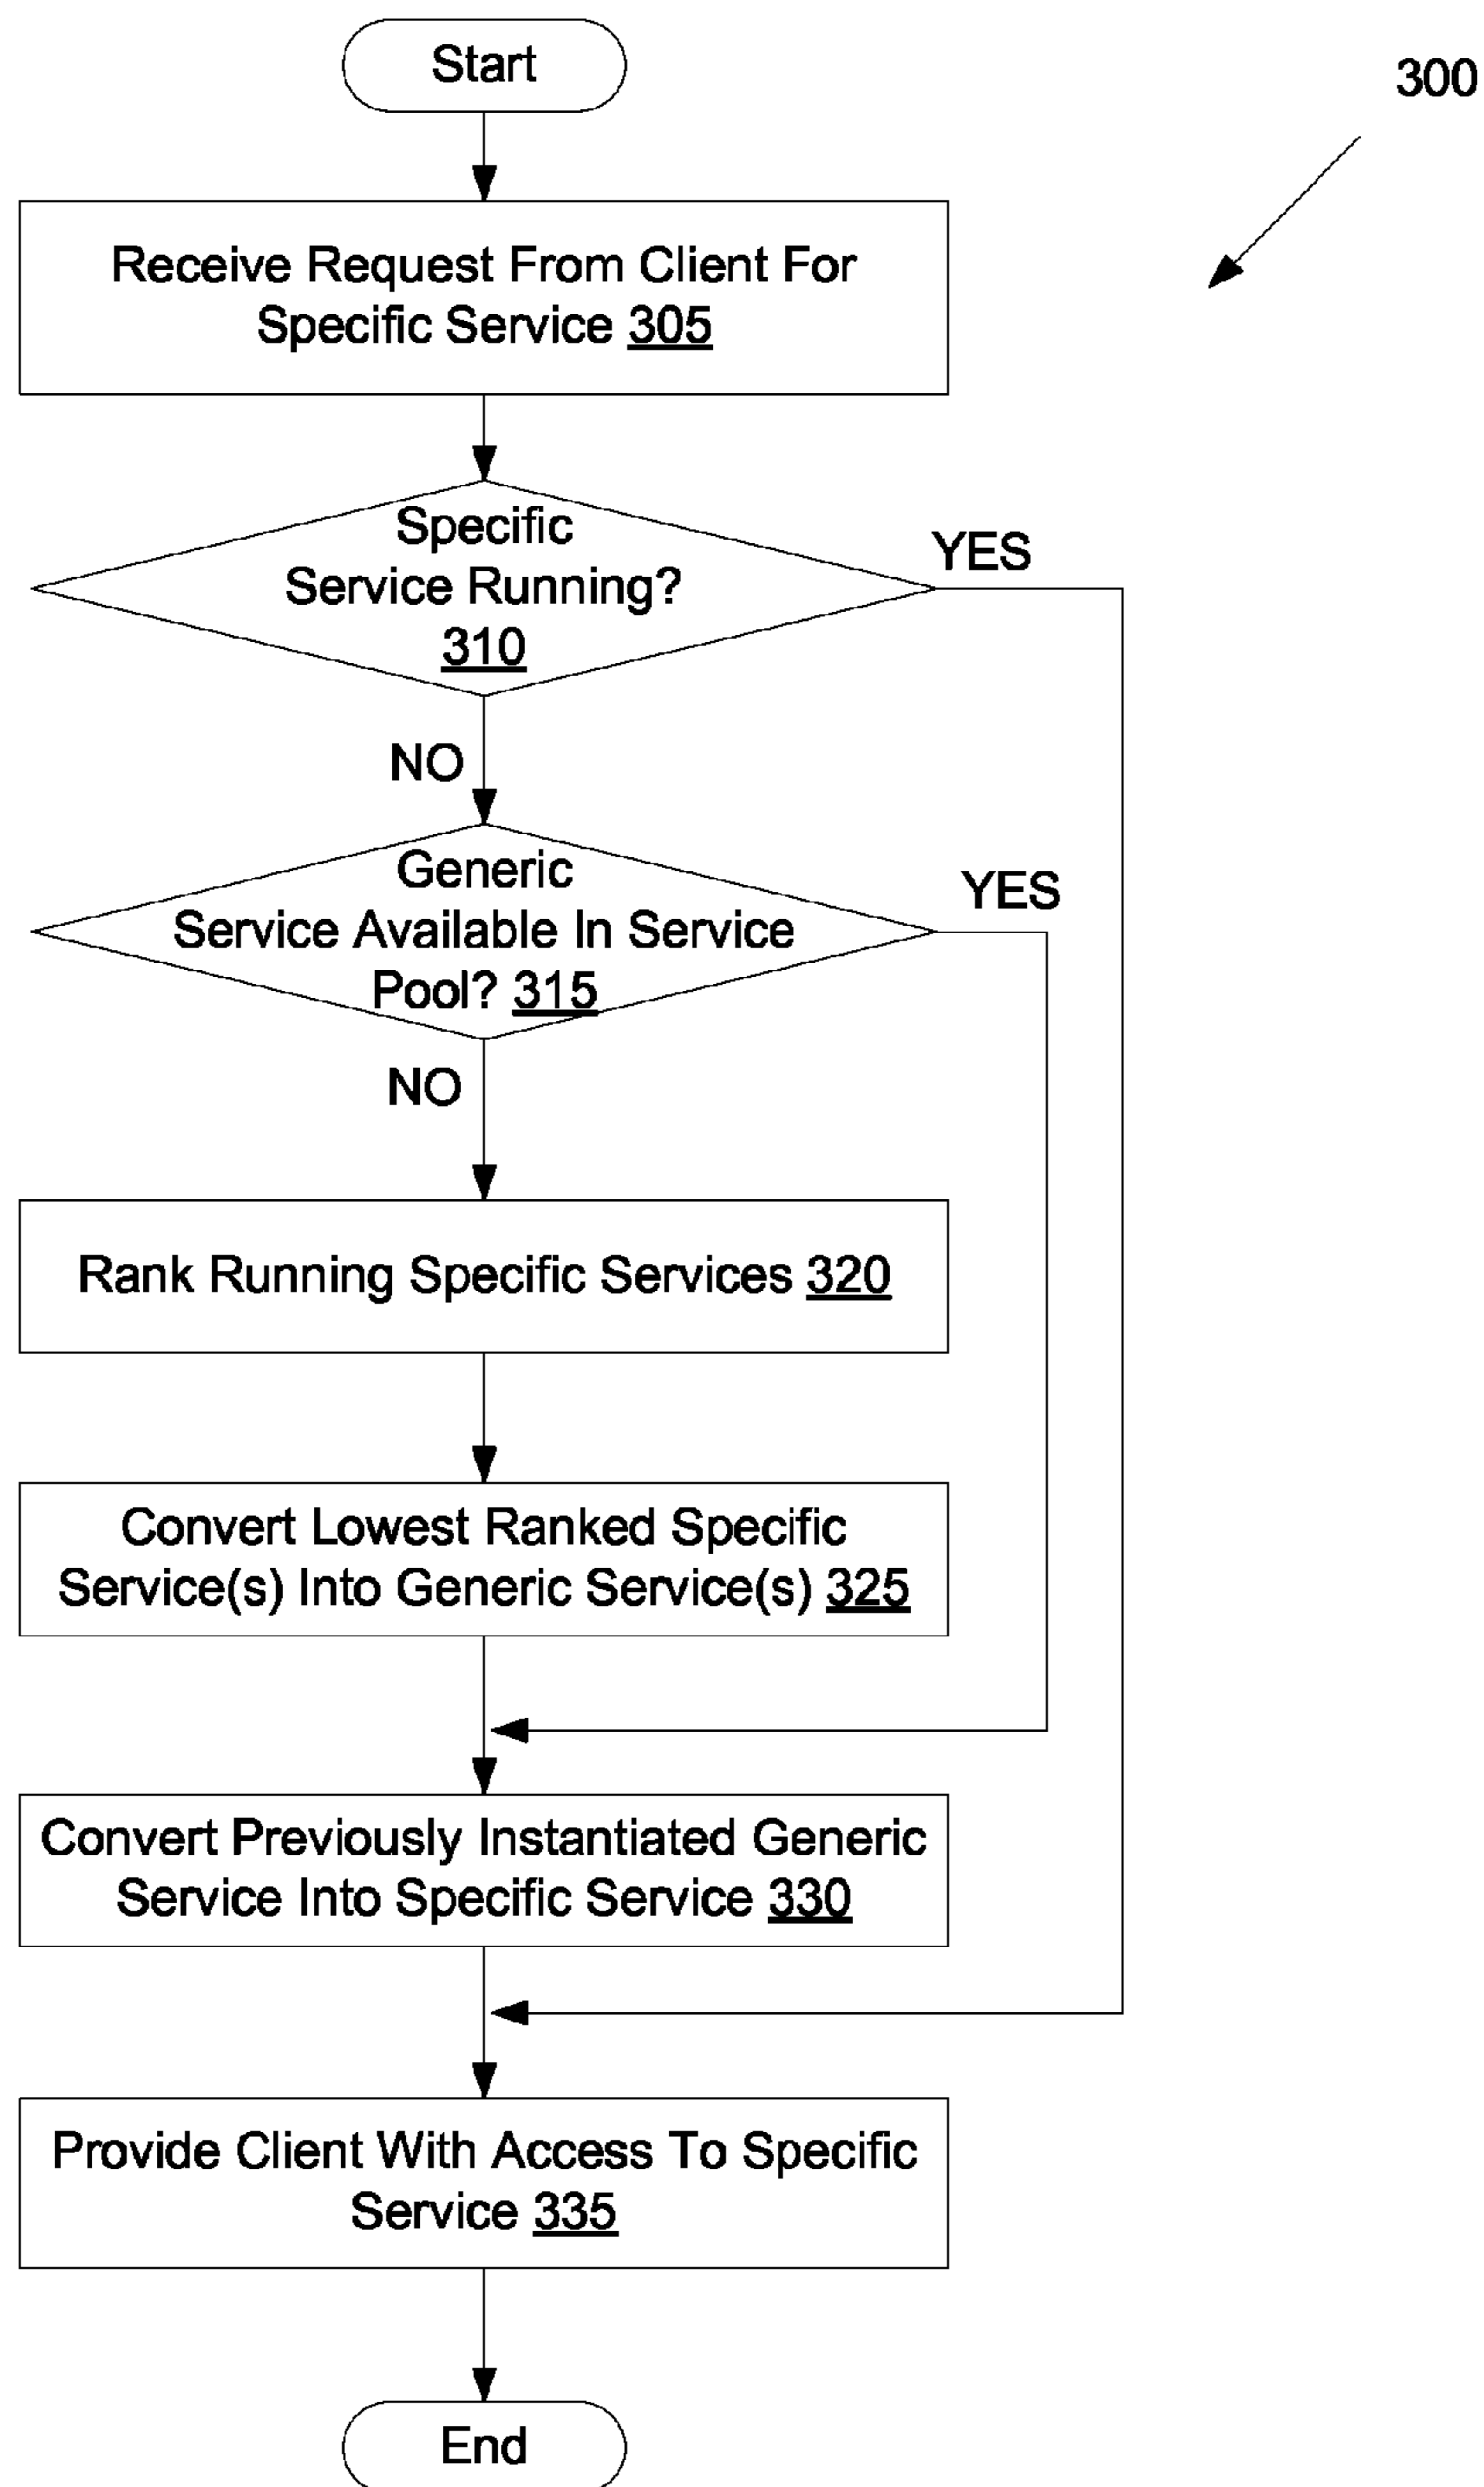 Start
300
Receive Request From Client For
Specific Service 305
Specific
Service Running?
310
YES
NO
Generic
Service Available In Service
Pool? 315
YES
NO
Rank Running Specific Services 320
Convert Lowest Ranked Specific
Service(s) Into Generic Service(s) 325
Convert Previously Instantiated Generic
Service Into Specific Service 330
Provide Client With Access To Specific
Service 335
End